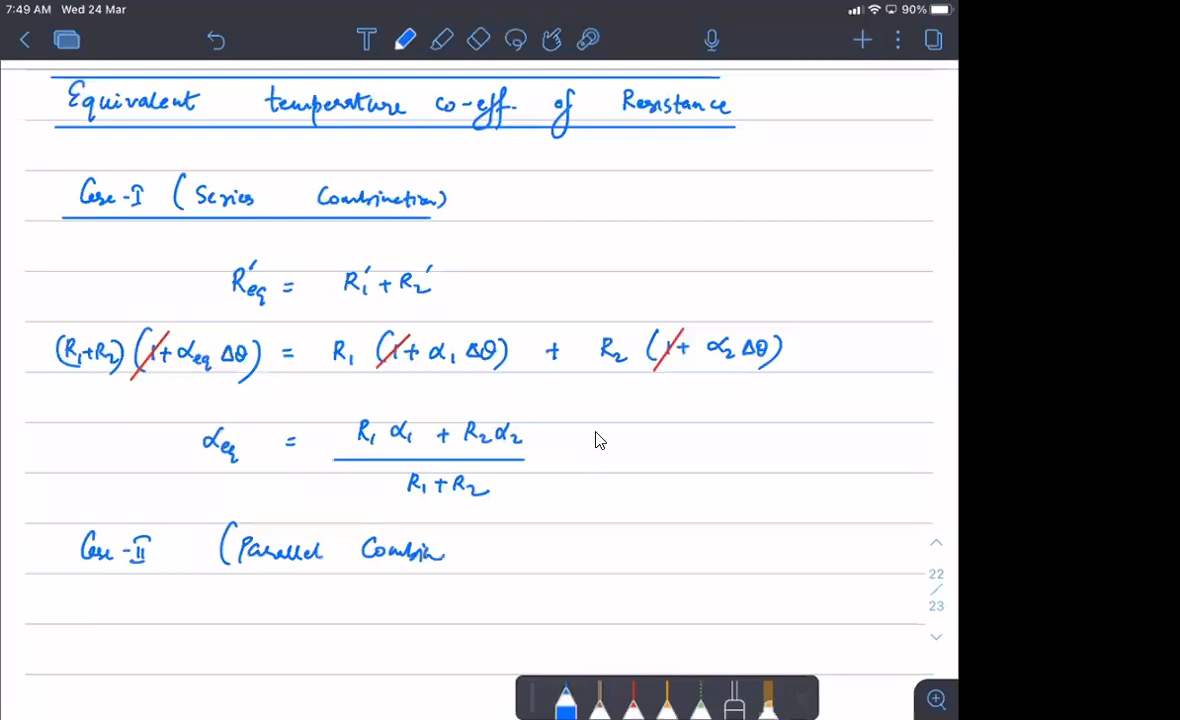 7:49 AM Wed 24 Mar 90%
T
Equivalent temperature co-eff. of Resistance
Case-I (Series Combination)
R'eq = R₁' + R₂'
(R₁+R₂) (1 + αeq Δθ) = R₁ (1 + α₁ Δθ) + R₂ (1 + α₂ Δθ)
αeq = R₁ α₁ + R₂ α₂
R₁ + R₂
Case-II (Parallel Combin
22
/
23